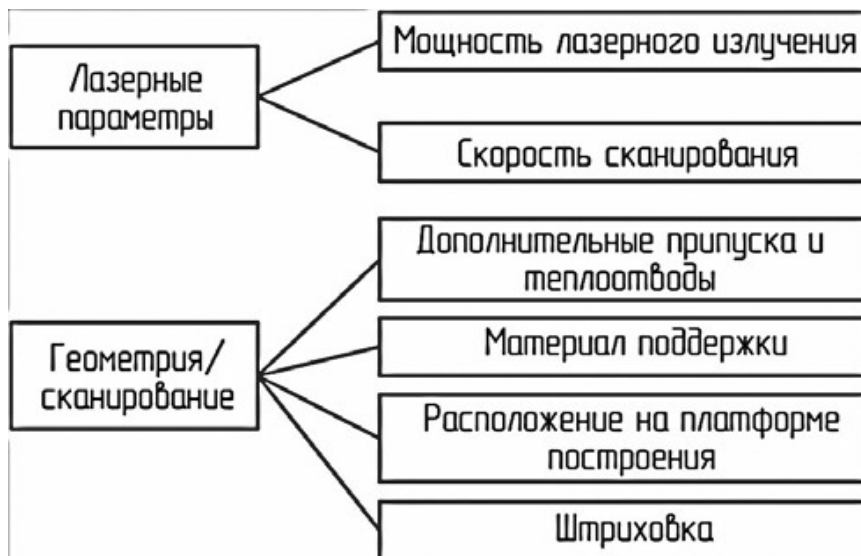 Лазерные
параметры
Мощность лазерного излучения
Скорость сканирования
Геометрия/
сканирование
Дополнительные припуска и
теплоотводы
Материал поддержки
Расположение на платформе
построения
Штриховка